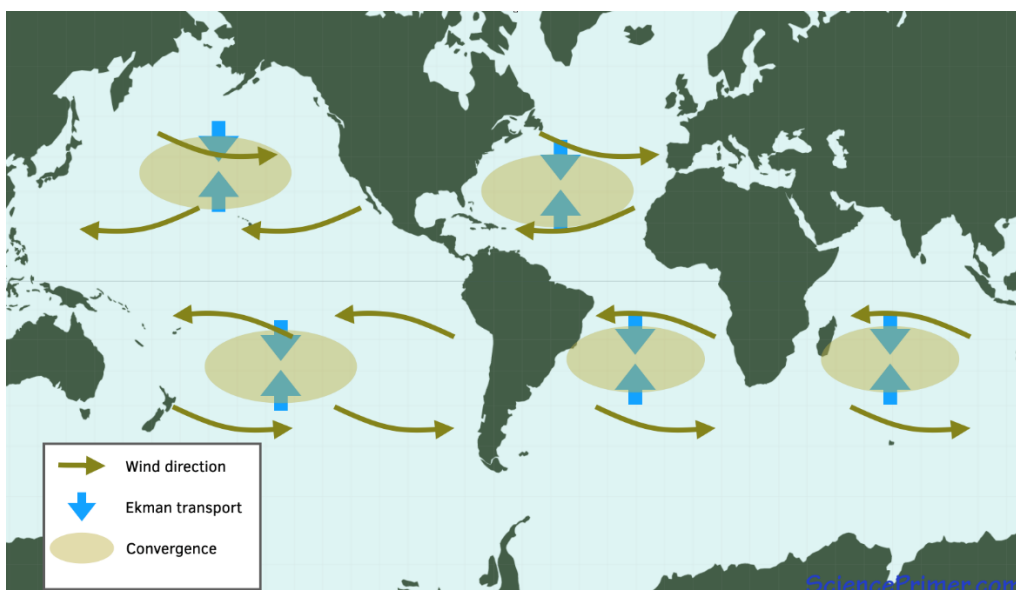 Wind direction
Ekman transport
Convergence
SciencePrimer.com